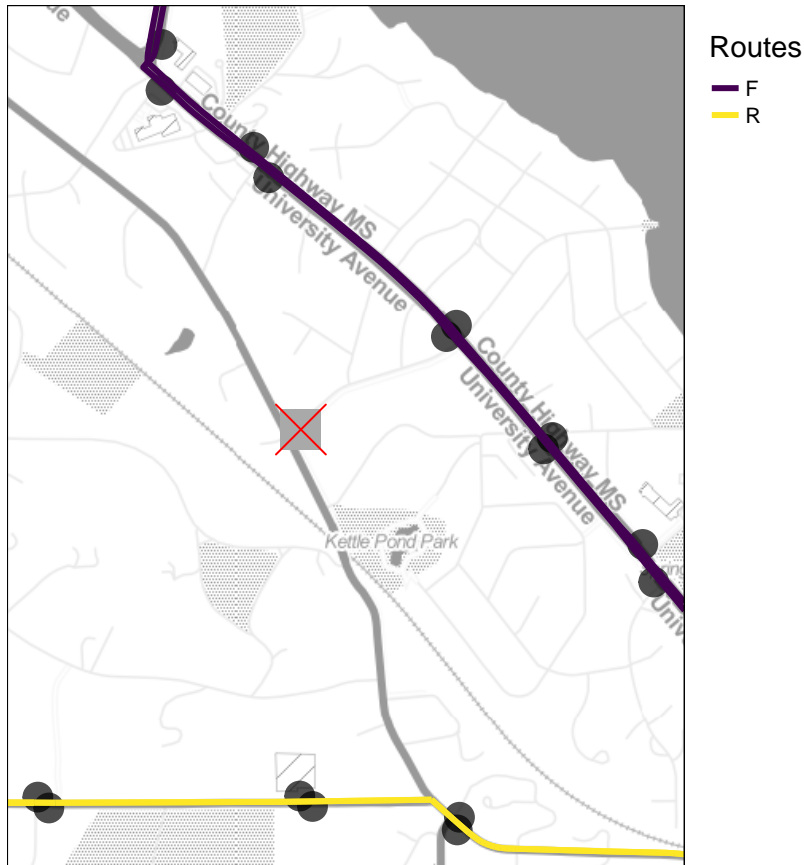 Routes
F
R
County Highway MS
University Avenue
County Highway MS
University Avenue
Kettle Pond Park